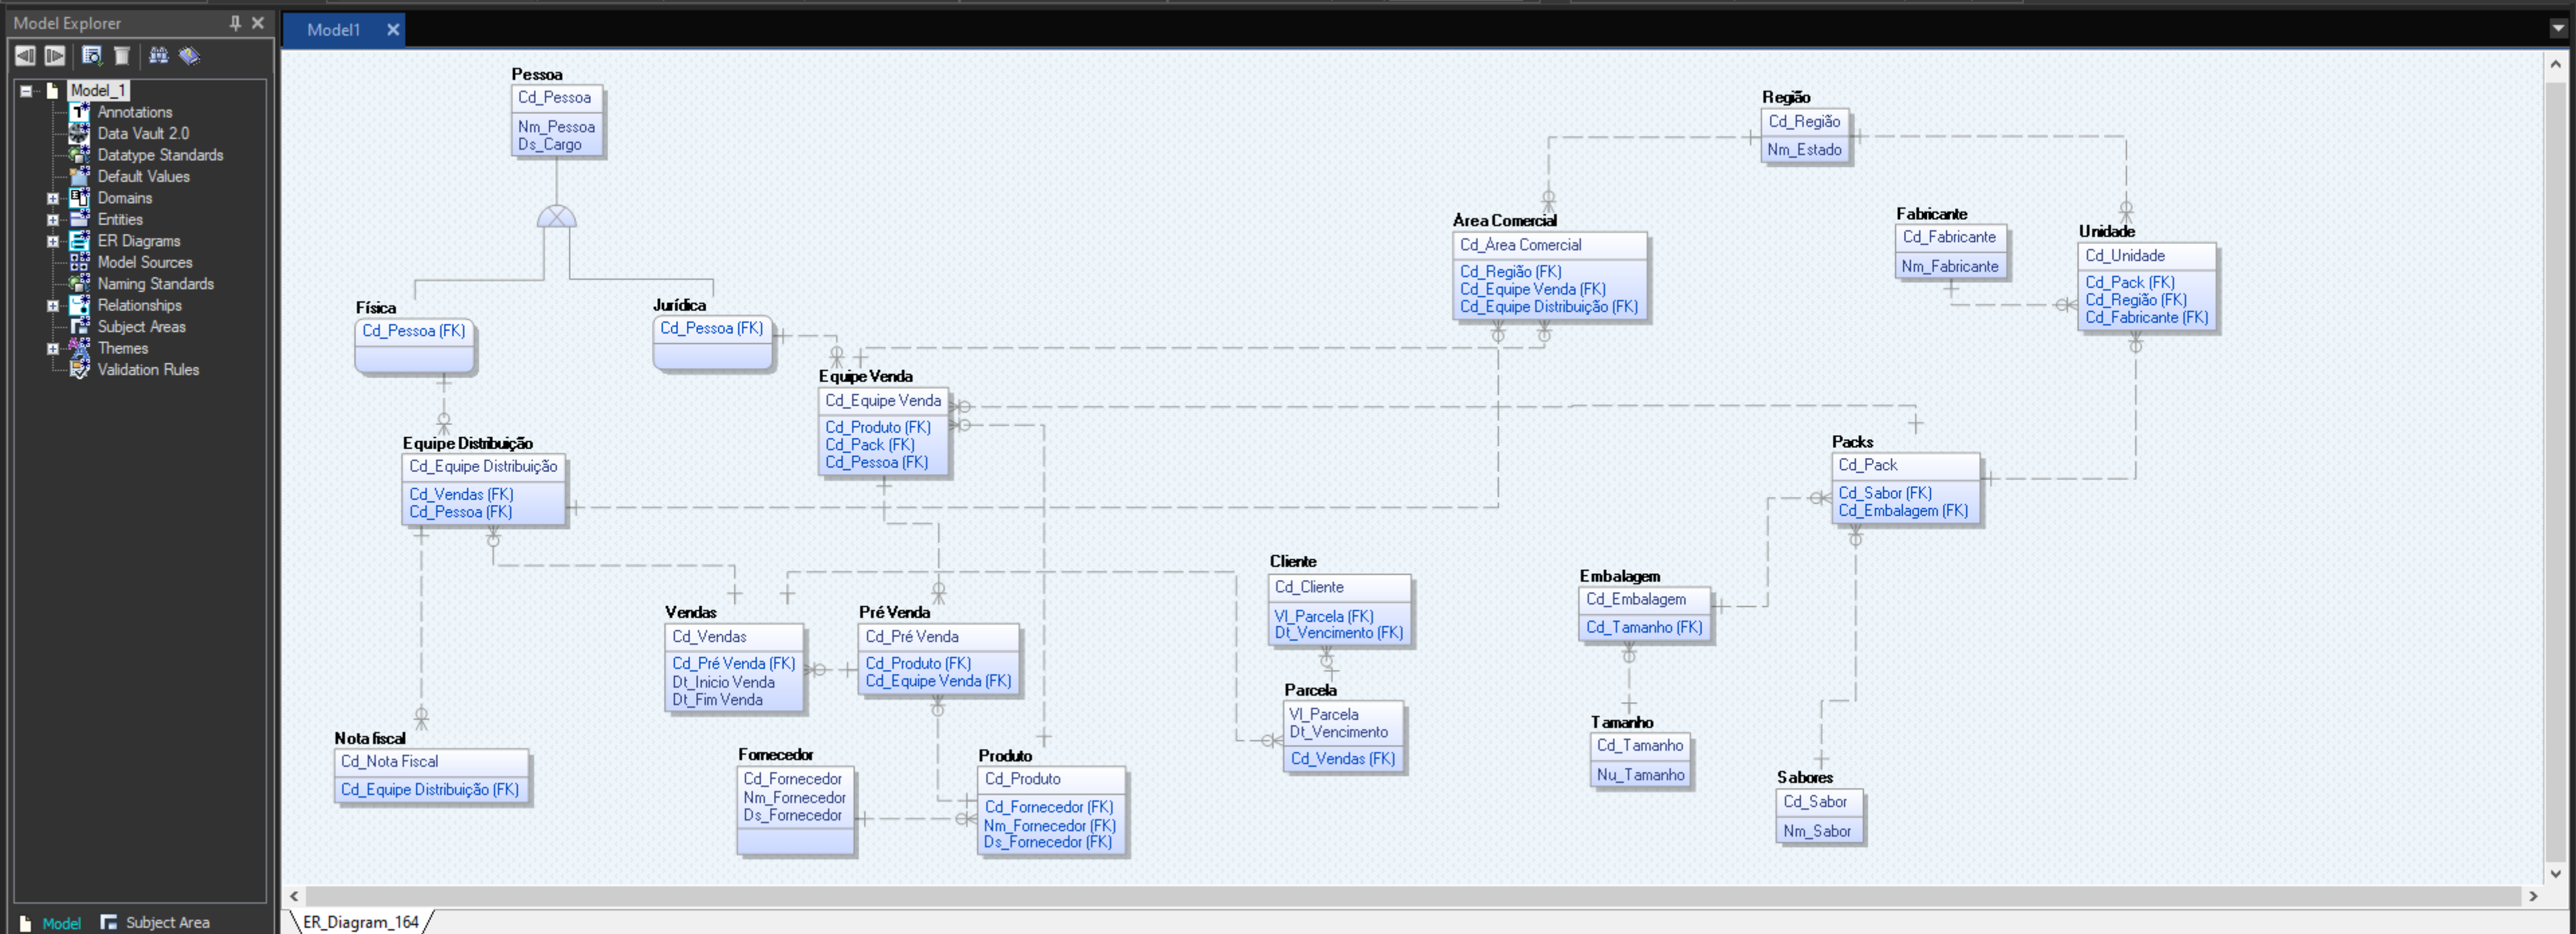 Model Explorer
Model_1
Annotations
Data Vault 2.0
Datatype Standards
Default Values
Domains
Entities
ER Diagrams
Model Sources
Naming Standards
Relationships
Subject Areas
Themes
Validation Rules
Model
Subject Area
Model1
Pessoa
Cd_Pessoa
Nm_Pessoa
Ds_Cargo
Física
Cd_Pessoa (FK)
Jurídica
Cd_Pessoa (FK)
Equipe Venda
Cd_Equipe Venda
Cd_Produto (FK)
Cd_Pack (FK)
Cd_Pessoa (FK)
Equipe Distribuição
Cd_Equipe Distribuição
Cd_Vendas (FK)
Cd_Pessoa (FK)
Nota fiscal
Cd_Nota Fiscal
Cd_Equipe Distribuição (FK)
Vendas
Cd_Vendas
Cd_Pré Venda (FK)
Dt_Inicio Venda
Dt_Fim Venda
Pré Venda
Cd_Pré Venda
Cd_Produto (FK)
Cd_Equipe Venda (FK)
Fornecedor
Cd_Fornecedor
Nm_Fornecedor
Ds_Fornecedor
Produto
Cd_Produto
Cd_Fornecedor (FK)
Nm_Fornecedor (FK)
Ds_Fornecedor (FK)
Cliente
Cd_Cliente
Vl_Parcela (FK)
Dt_Vencimento (FK)
Parcela
Vl_Parcela
Dt_Vencimento
Cd_Vendas (FK)
Área Comercial
Cd_Área Comercial
Cd_Região (FK)
Cd_Equipe Venda (FK)
Cd_Equipe Distribuição (FK)
Região
Cd_Região
Nm_Estado
Fabricante
Cd_Fabricante
Nm_Fabricante
Unidade
Cd_Unidade
Cd_Pack (FK)
Cd_Região (FK)
Cd_Fabricante (FK)
Packs
Cd_Pack
Cd_Sabor (FK)
Cd_Embalagem (FK)
Embalagem
Cd_Embalagem
Cd_Tamanho (FK)
Tamanho
Cd_Tamanho
Nu_Tamanho
Sabores
Cd_Sabor
Nm_Sabor
ER_Diagram_164